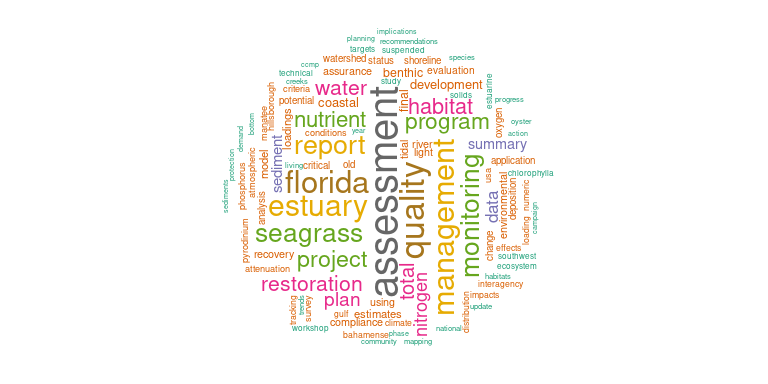 implications
planning
recommendations
targets
suspended
watershed
status
shoreline
species
ccmp
technical
assurance
benthic
evaluation
study
creeks
criteria
water
development
potential
coastal
final
habitat
solids
estuarine
progress
hillsborough
manatee
bottom
demand
loadings
nutrient
program
oxygen
oyster
action
conditions
year
report
assessment
tidal
river
light
summary
protection
sediments
phosphorus
atmospheric
model
sediment
living
critical
old
application
florida
quality
management
monitoring
usa
chlorophylla
estuary
data
environmental
deposition
numeric
loading
campaign
analysis
pyrodinium
seagrass
change
effects
southwest
recovery
project
attenuation
total
nitrogen
ecosystem
habitats
restoration
interagency
plan
using
impacts
tracking
trends
survey
gulf
estimates
update
distribution
workshop
compliance
climate
national
bahamense
phase
community
mapping